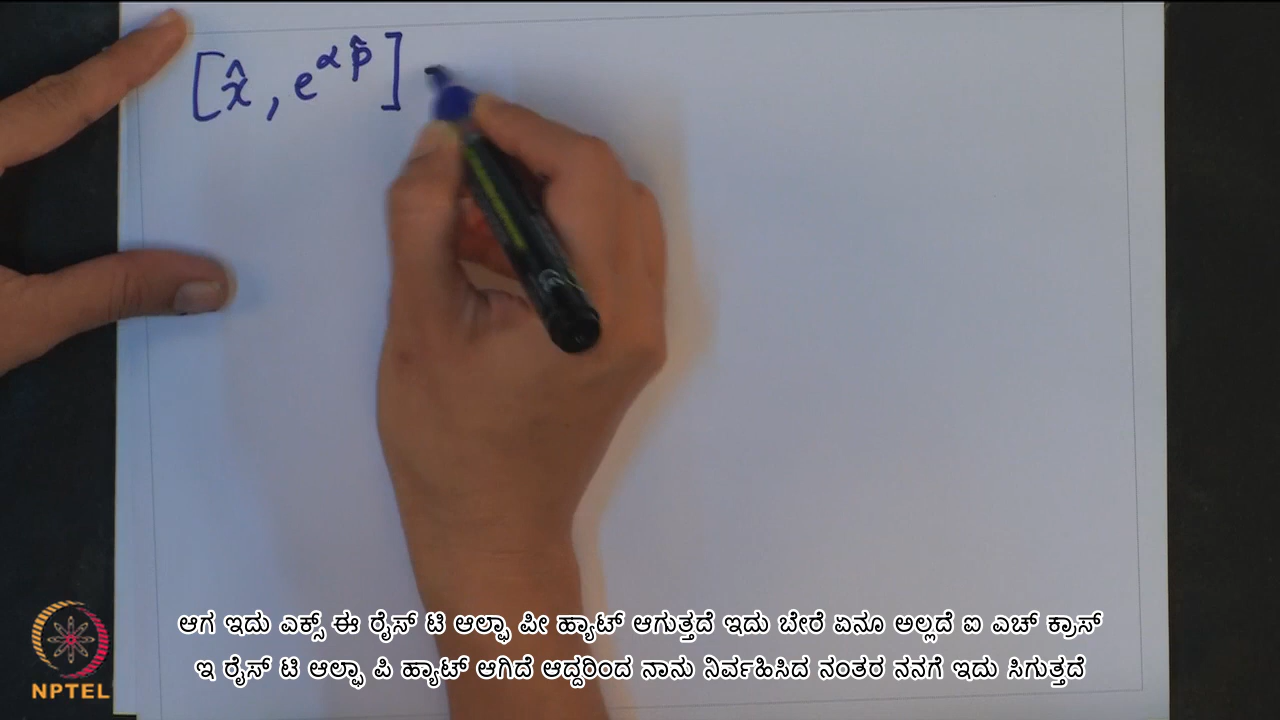 [x̂, e^{αp̂}]
ಆಗ ಇದು ಎಕ್ಸ್ ಈ ರೈಸ್ ಟಿ ಆಲ್ಫಾ ಪೀ ಹ್ಯಾಟ್ ಆಗುತ್ತದೆ ಇದು ಬೇರೆ ಏನೂ ಅಲ್ಲದೆ ಐ ಎಚ್ ಕ್ರಾಸ್
ಇ ರೈಸ್ ಟಿ ಆಲ್ಫಾ ಪಿ ಹ್ಯಾಟ್ ಆಗಿದೆ ಆದ್ದರಿಂದ ನಾನು ನಿರ್ವಹಿಸಿದ ನಂತರ ನನಗೆ ಇದು ಸಿಗುತ್ತದೆ
NPTEL